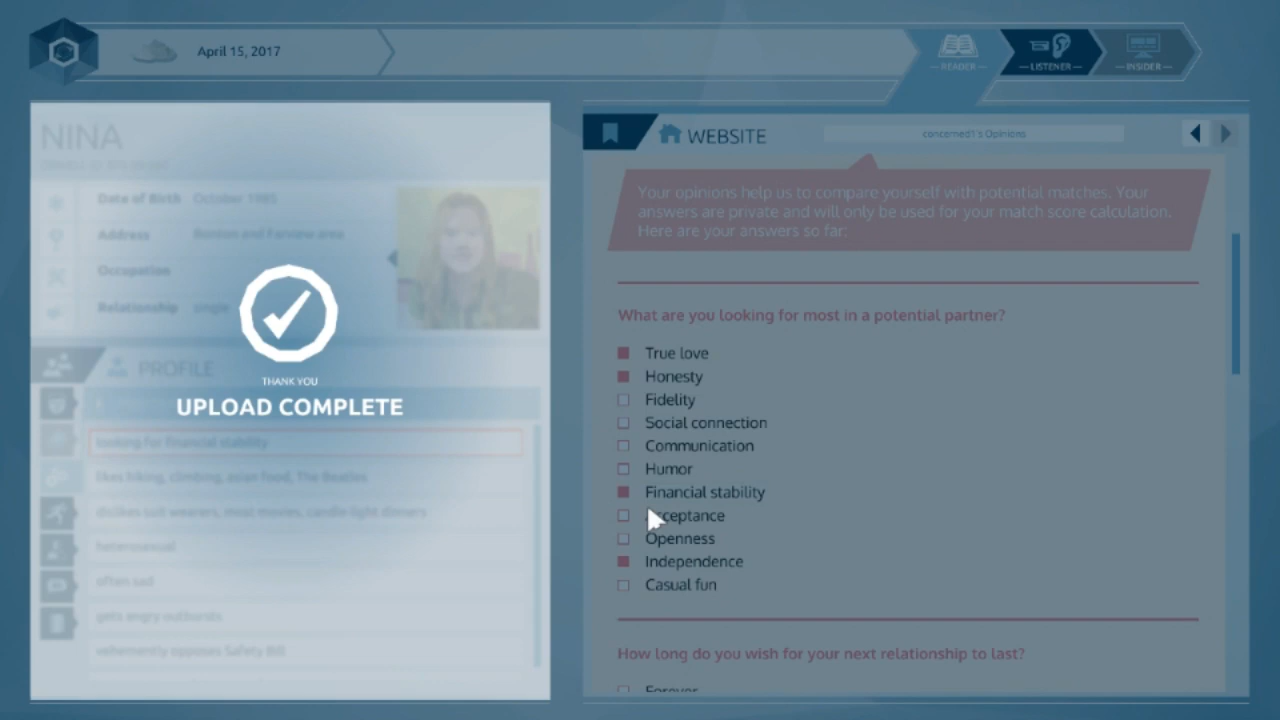 April 15, 2017
READER
LISTENER
INSIDER
NINA
Date of Birth October 1985
Address Bonton and Fairview area
Occupation
Relationship single
PROFILE
THANK YOU
UPLOAD COMPLETE
looking for financial stability
likes hiking, climbing, asian food, The Beatles
dislikes suit wearers, most movies, candle-light dinners
heterosexual
often sad
gets angry outbursts
vehemently opposes Safety Bill
WEBSITE
concerned1's Opinions
Your opinions help us to compare yourself with potential matches. Your
answers are private and will only be used for your match score calculation.
Here are your answers so far:
What are you looking for most in a potential partner?
True love
Honesty
Fidelity
Social connection
Communication
Humor
Financial stability
Acceptance
Openness
Independence
Casual fun
How long do you wish for your next relationship to last?
Forever